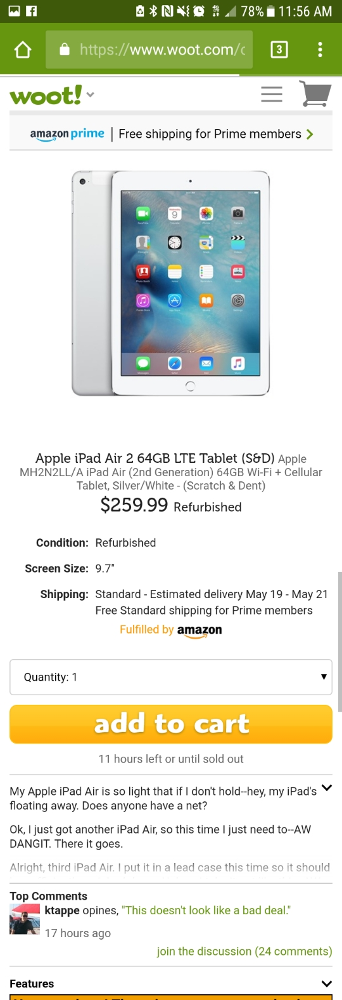 78% 11:56 AM
https://www.woot.com/
3
woot!
amazon prime | Free shipping for Prime members
9
Apple iPad Air 2 64GB LTE Tablet (S&D) Apple
MH2N2LL/A iPad Air (2nd Generation) 64GB Wi-Fi + Cellular
Tablet, Silver/White - (Scratch & Dent)
$259.99 Refurbished
Condition: Refurbished
Screen Size: 9.7"
Shipping: Standard - Estimated delivery May 19 - May 21
Free Standard shipping for Prime members
Fulfilled by amazon
Quantity: 1
add to cart
11 hours left or until sold out
My Apple iPad Air is so light that if I don't hold--hey, my iPad's
floating away. Does anyone have a net?
Ok, I just got another iPad Air, so this time I just need to--AW
DANGIT. There it goes.
Alright, third iPad Air. I put it in a lead case this time so it should
Top Comments
ktappe opines, "This doesn't look like a bad deal."
17 hours ago
join the discussion (24 comments)
Features